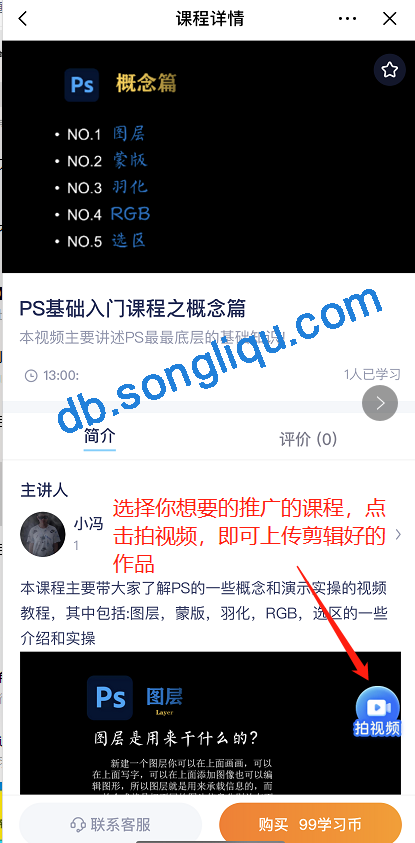 课程详情
Ps 概念篇
• NO.1 图层
• NO.2 蒙版
• NO.3 羽化
• NO.4 RGB
• NO.5 选区
PS基础入门课程之概念篇
本视频主要讲述PS最最底层的基础知识!
13:00:
1人已学习
db.songliqu.com
简介
评价 (0)
主讲人
小冯
1
选择你想要的推广的课程，点
击拍视频，即可上传剪辑好的
作品
本课程主要带大家了解PS的一些概念和演示实操的视频
教程，其中包括:图层，蒙版，羽化，RGB，选区的一些
介绍和实操
Ps 图层
Layer
图层是用来干什么的?
新建一个图层你可以在上面画画，可以
在上面写字，可以在上面添加图像也可以编
辑图形，所以图层就是用来承载信息的，而
拍视频
联系客服
购买 99学习币